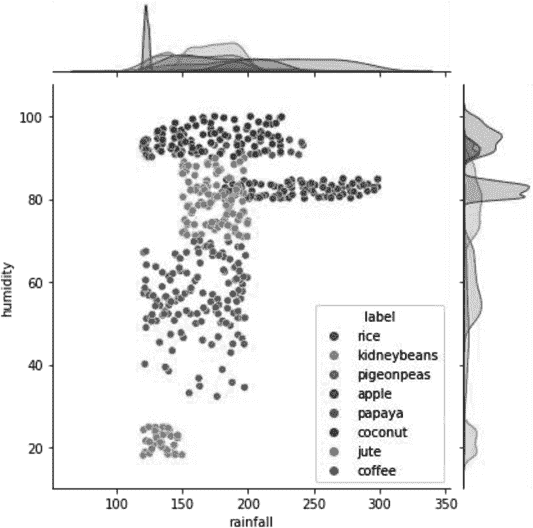 100
80
60
40
20
humidity
label
rice
kidneybeans
pigeonpeas
apple
papaya
coconut
jute
coffee
100 150 200 250 300 350
rainfall